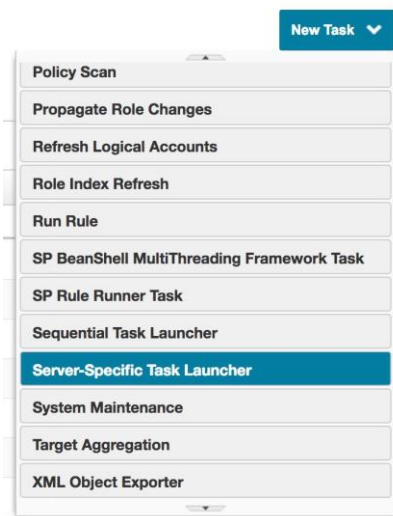 New Task
Policy Scan
Propagate Role Changes
Refresh Logical Accounts
Role Index Refresh
Run Rule
SP BeanShell MultiThreading Framework Task
SP Rule Runner Task
Sequential Task Launcher
Server-Specific Task Launcher
System Maintenance
Target Aggregation
XML Object Exporter